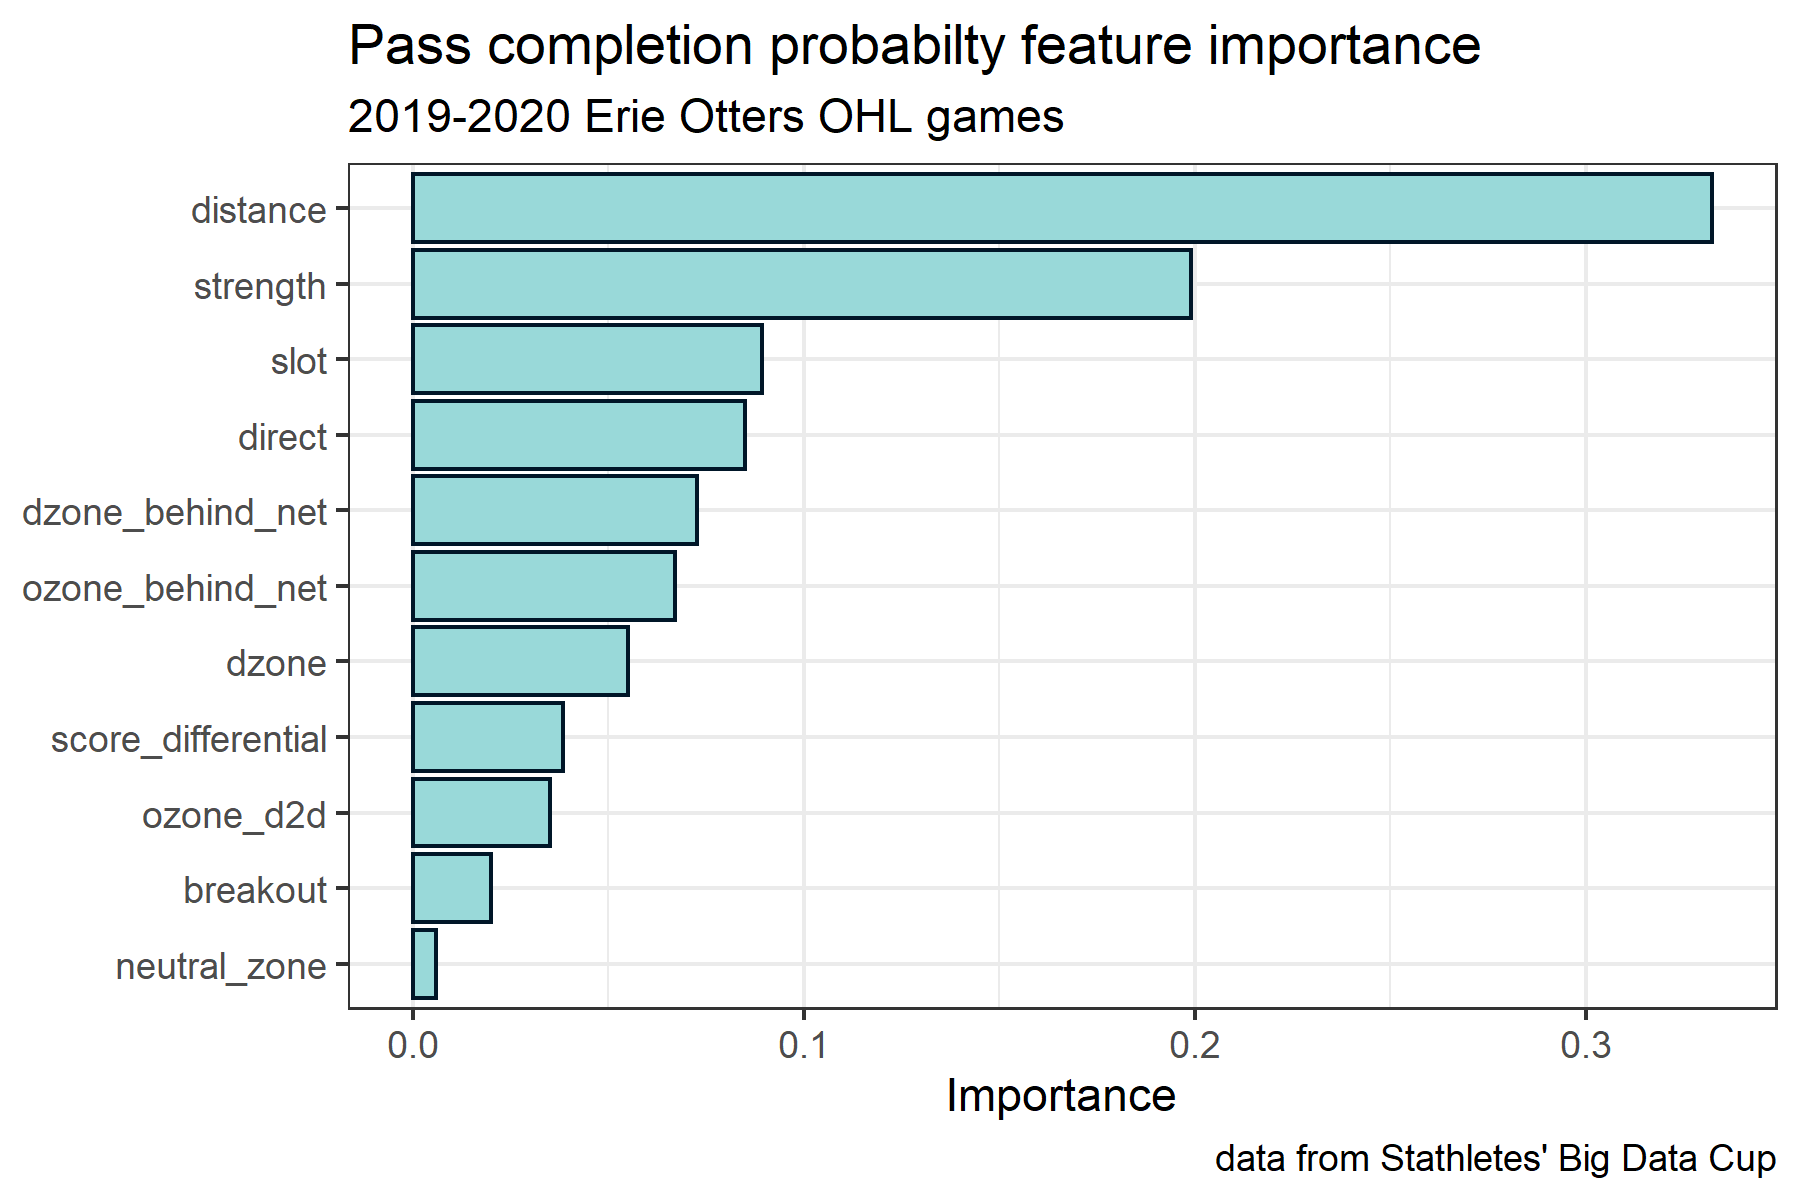 Pass completion probabilty feature importance
2019-2020 Erie Otters OHL games
distance
strength
slot
direct
dzone_behind_net
ozone_behind_net
dzone
score_differential
ozone_d2d
breakout
neutral_zone
0.0 0.1 0.2 0.3
Importance
data from Stathletes' Big Data Cup